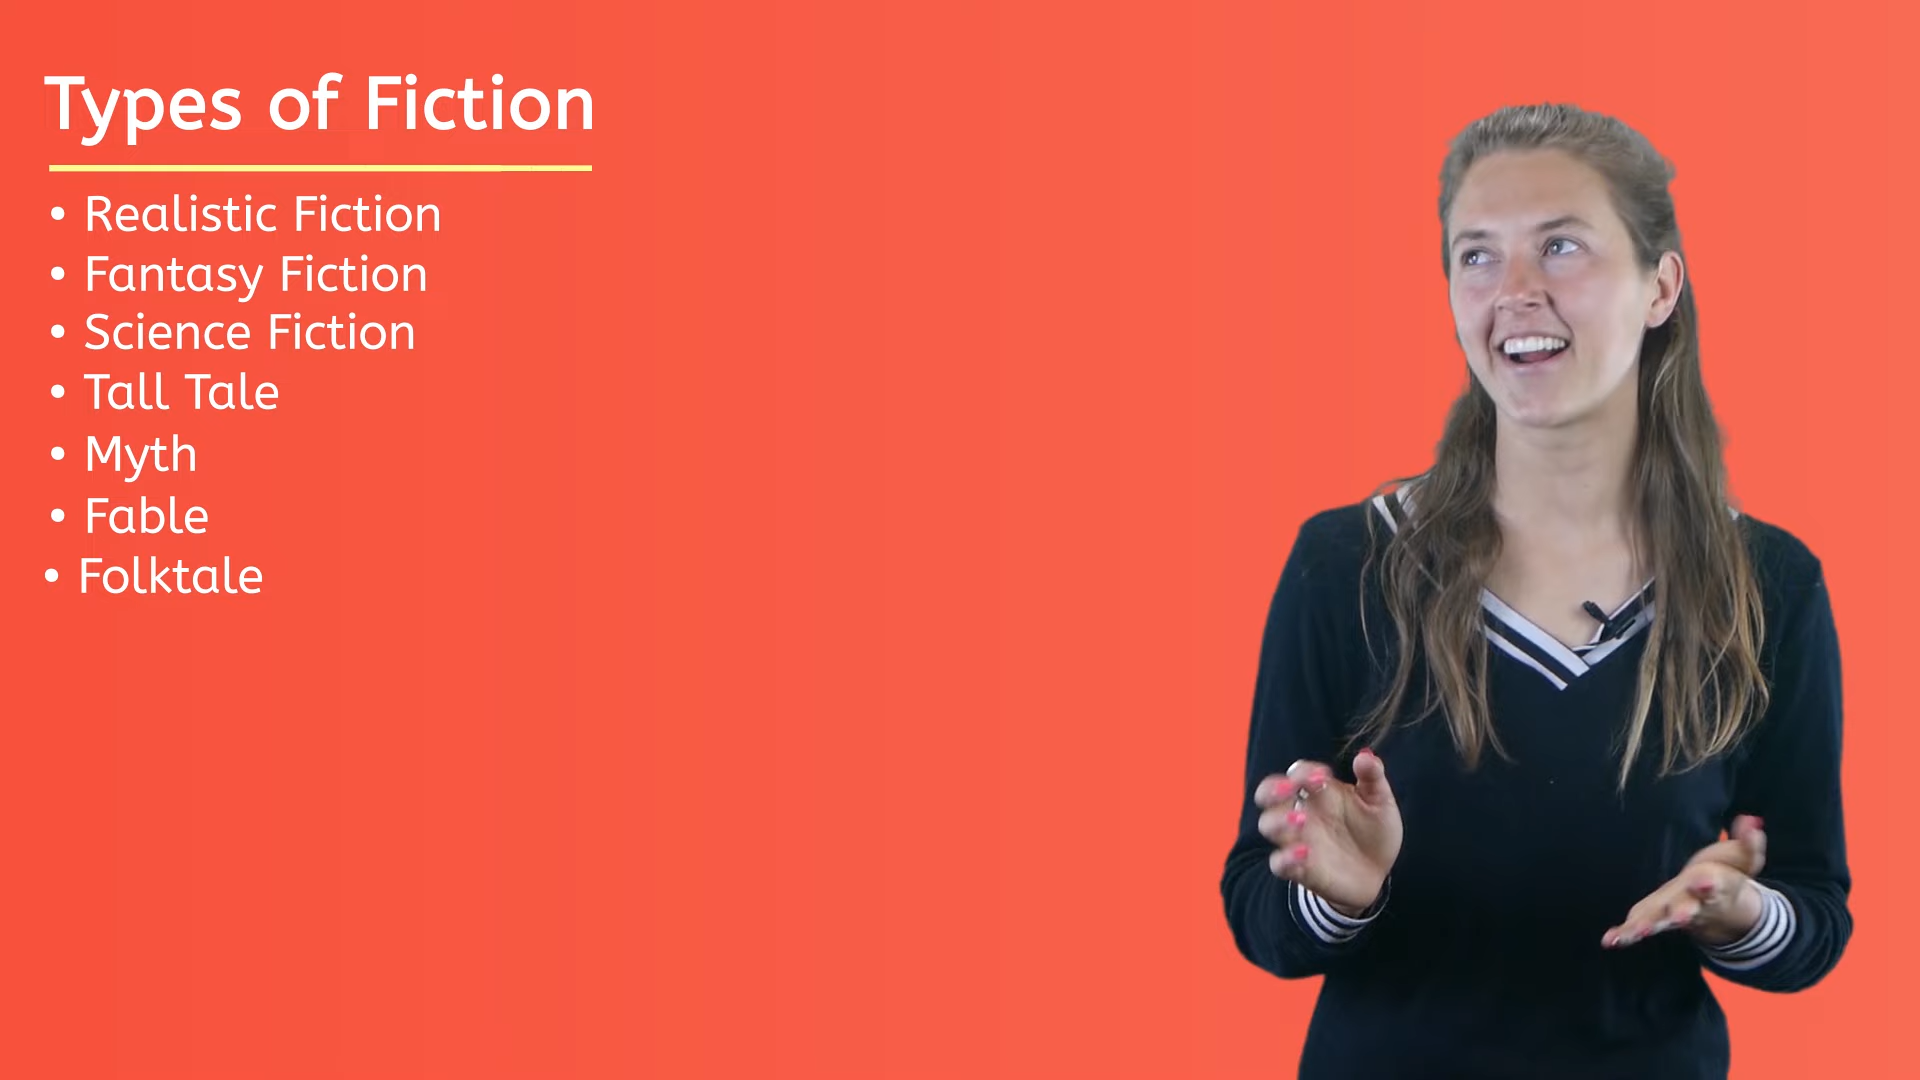 Types of Fiction
• Realistic Fiction
• Fantasy Fiction
• Science Fiction
• Tall Tale
• Myth
• Fable
• Folktale